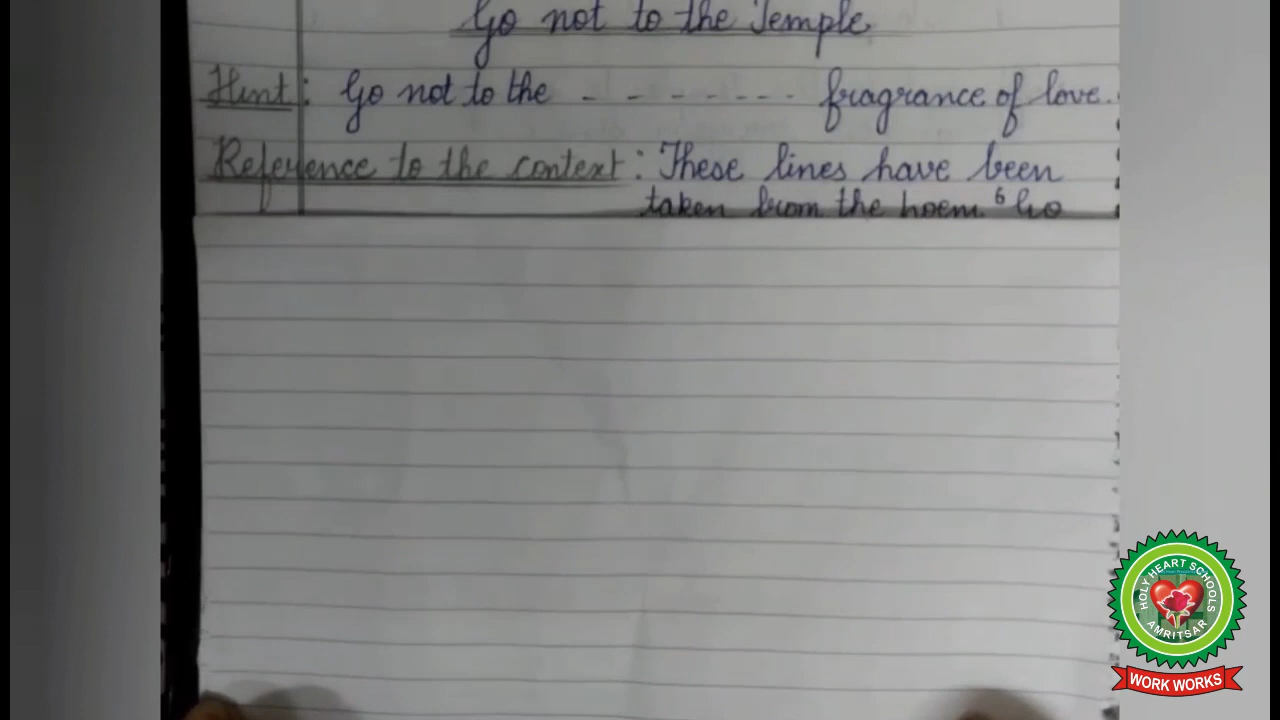 Go not to the Temple
Hint: Go not to the - - - - - - - - fragrance of love.
Reference to the context: These lines have been
taken from the poem 'Go
HOLY HEART SCHOOLS
AMRITSAR
WORK WORKS